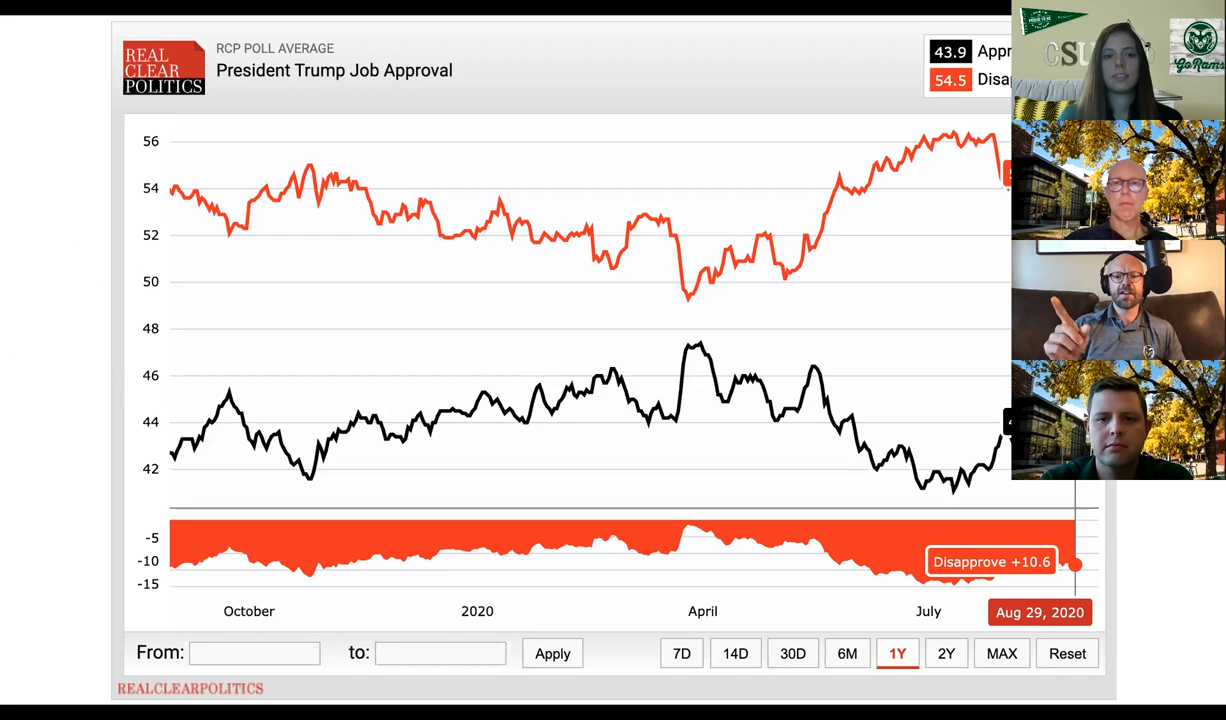 REAL
CLEAR
POLITICS
RCP POLL AVERAGE
President Trump Job Approval
43.9
54.5
CSU
Go Rams
56
54
52
50
48
46
44
42
-5
-10
-15
Disapprove +10.6
October 2020 April July Aug 29, 2020
From: to: Apply 7D 14D 30D 6M 1Y 2Y MAX Reset
REALCLEARPOLITICS